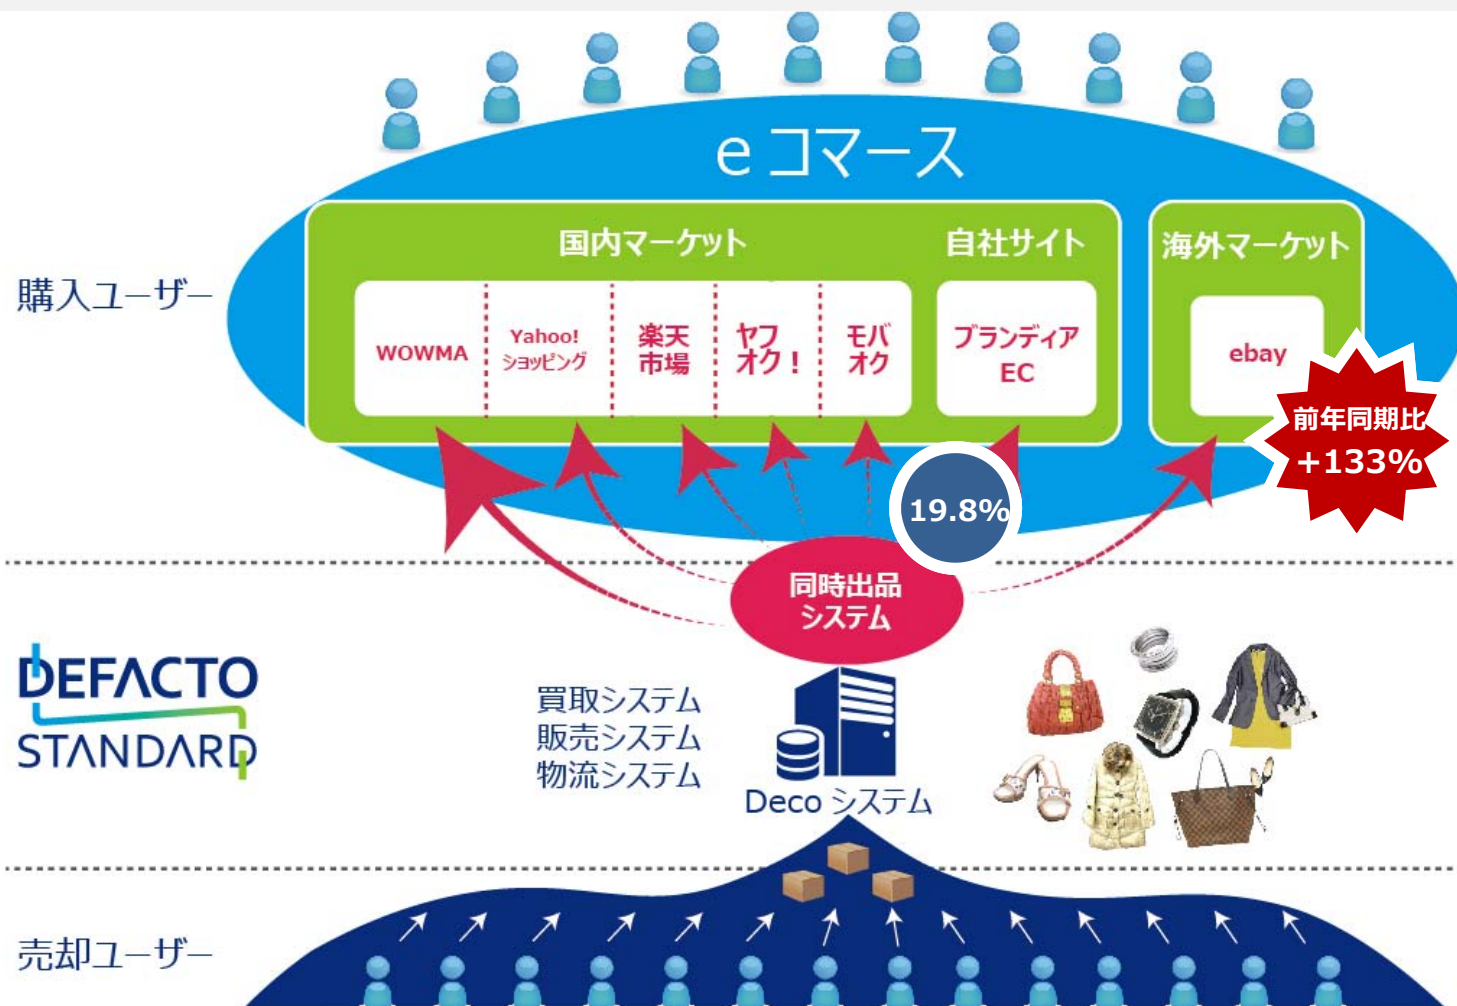 eコマース
国内マーケット
自社サイト
海外マーケット
購入ユーザー
WOWMA
Yahoo!
ショッピング
楽天
市場
ヤフ
オク！
モバ
オク
ブランディア
EC
ebay
前年同期比
+133%
19.8%
同時出品
システム
DEFACTO
STANDARD
買取システム
販売システム
物流システム
Deco システム
売却ユーザー